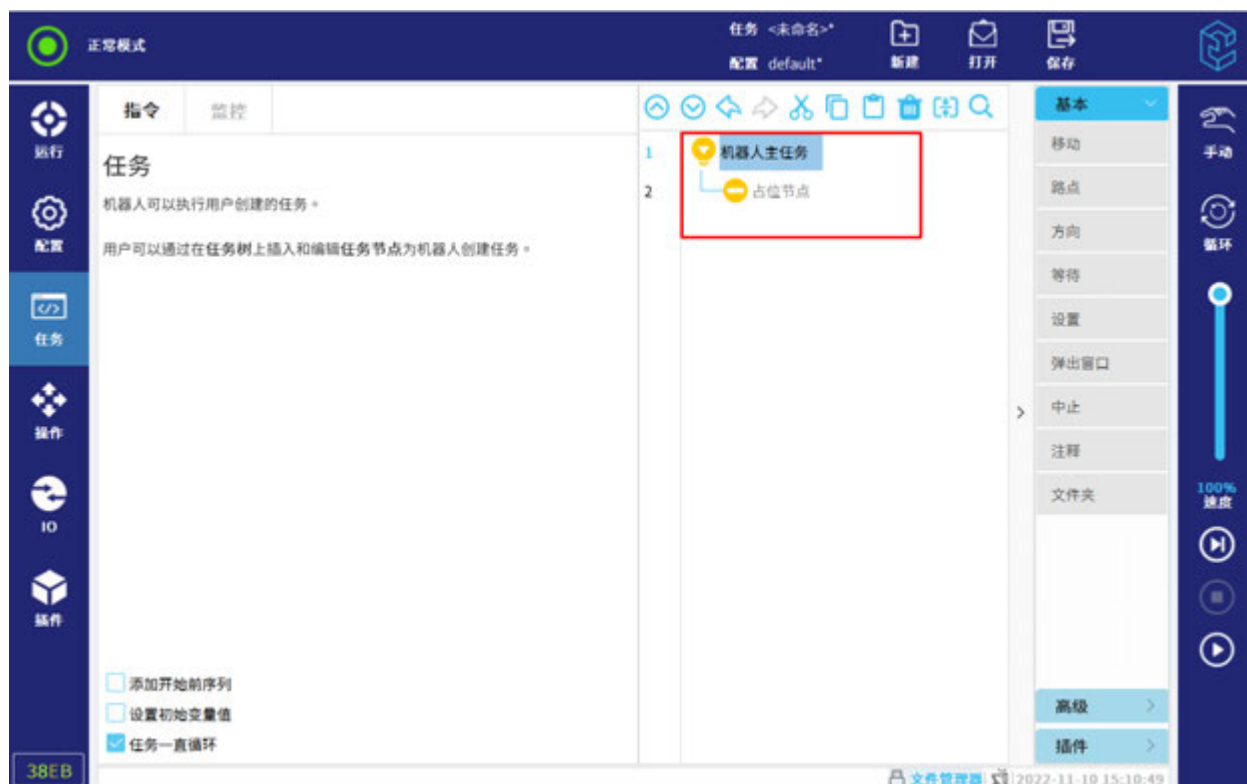 正常模式
任务 <未命名>*
配置 default*
新建
打开
保存
运行
配置
任务
操作
IO
插件
38EB
指令
监控
任务
机器人可以执行用户创建的任务。
用户可以通过在任务树上插入和编辑任务节点为机器人创建任务。
添加开始前序列
设置初始变量值
任务一直循环
1 机器人主任务
2 占位节点
基本
移动
路点
方向
等待
设置
弹出窗口
中止
注释
文件夹
高级
插件
手动
循环
100%
速度
文件管理器
2022-11-10 15:10:49